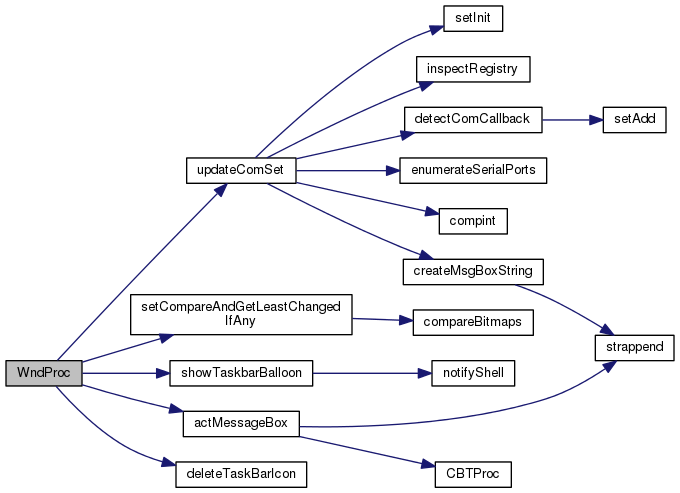 setInit
inspectRegistry
detectComCallback
setAdd
updateComSet
enumerateSerialPorts
compint
createMsgBoxString
setCompareAndGetLeastChanged
IfAny
compareBitmaps
strappend
WndProc
showTaskbarBalloon
notifyShell
actMessageBox
deleteTaskBarIcon
CBTProc